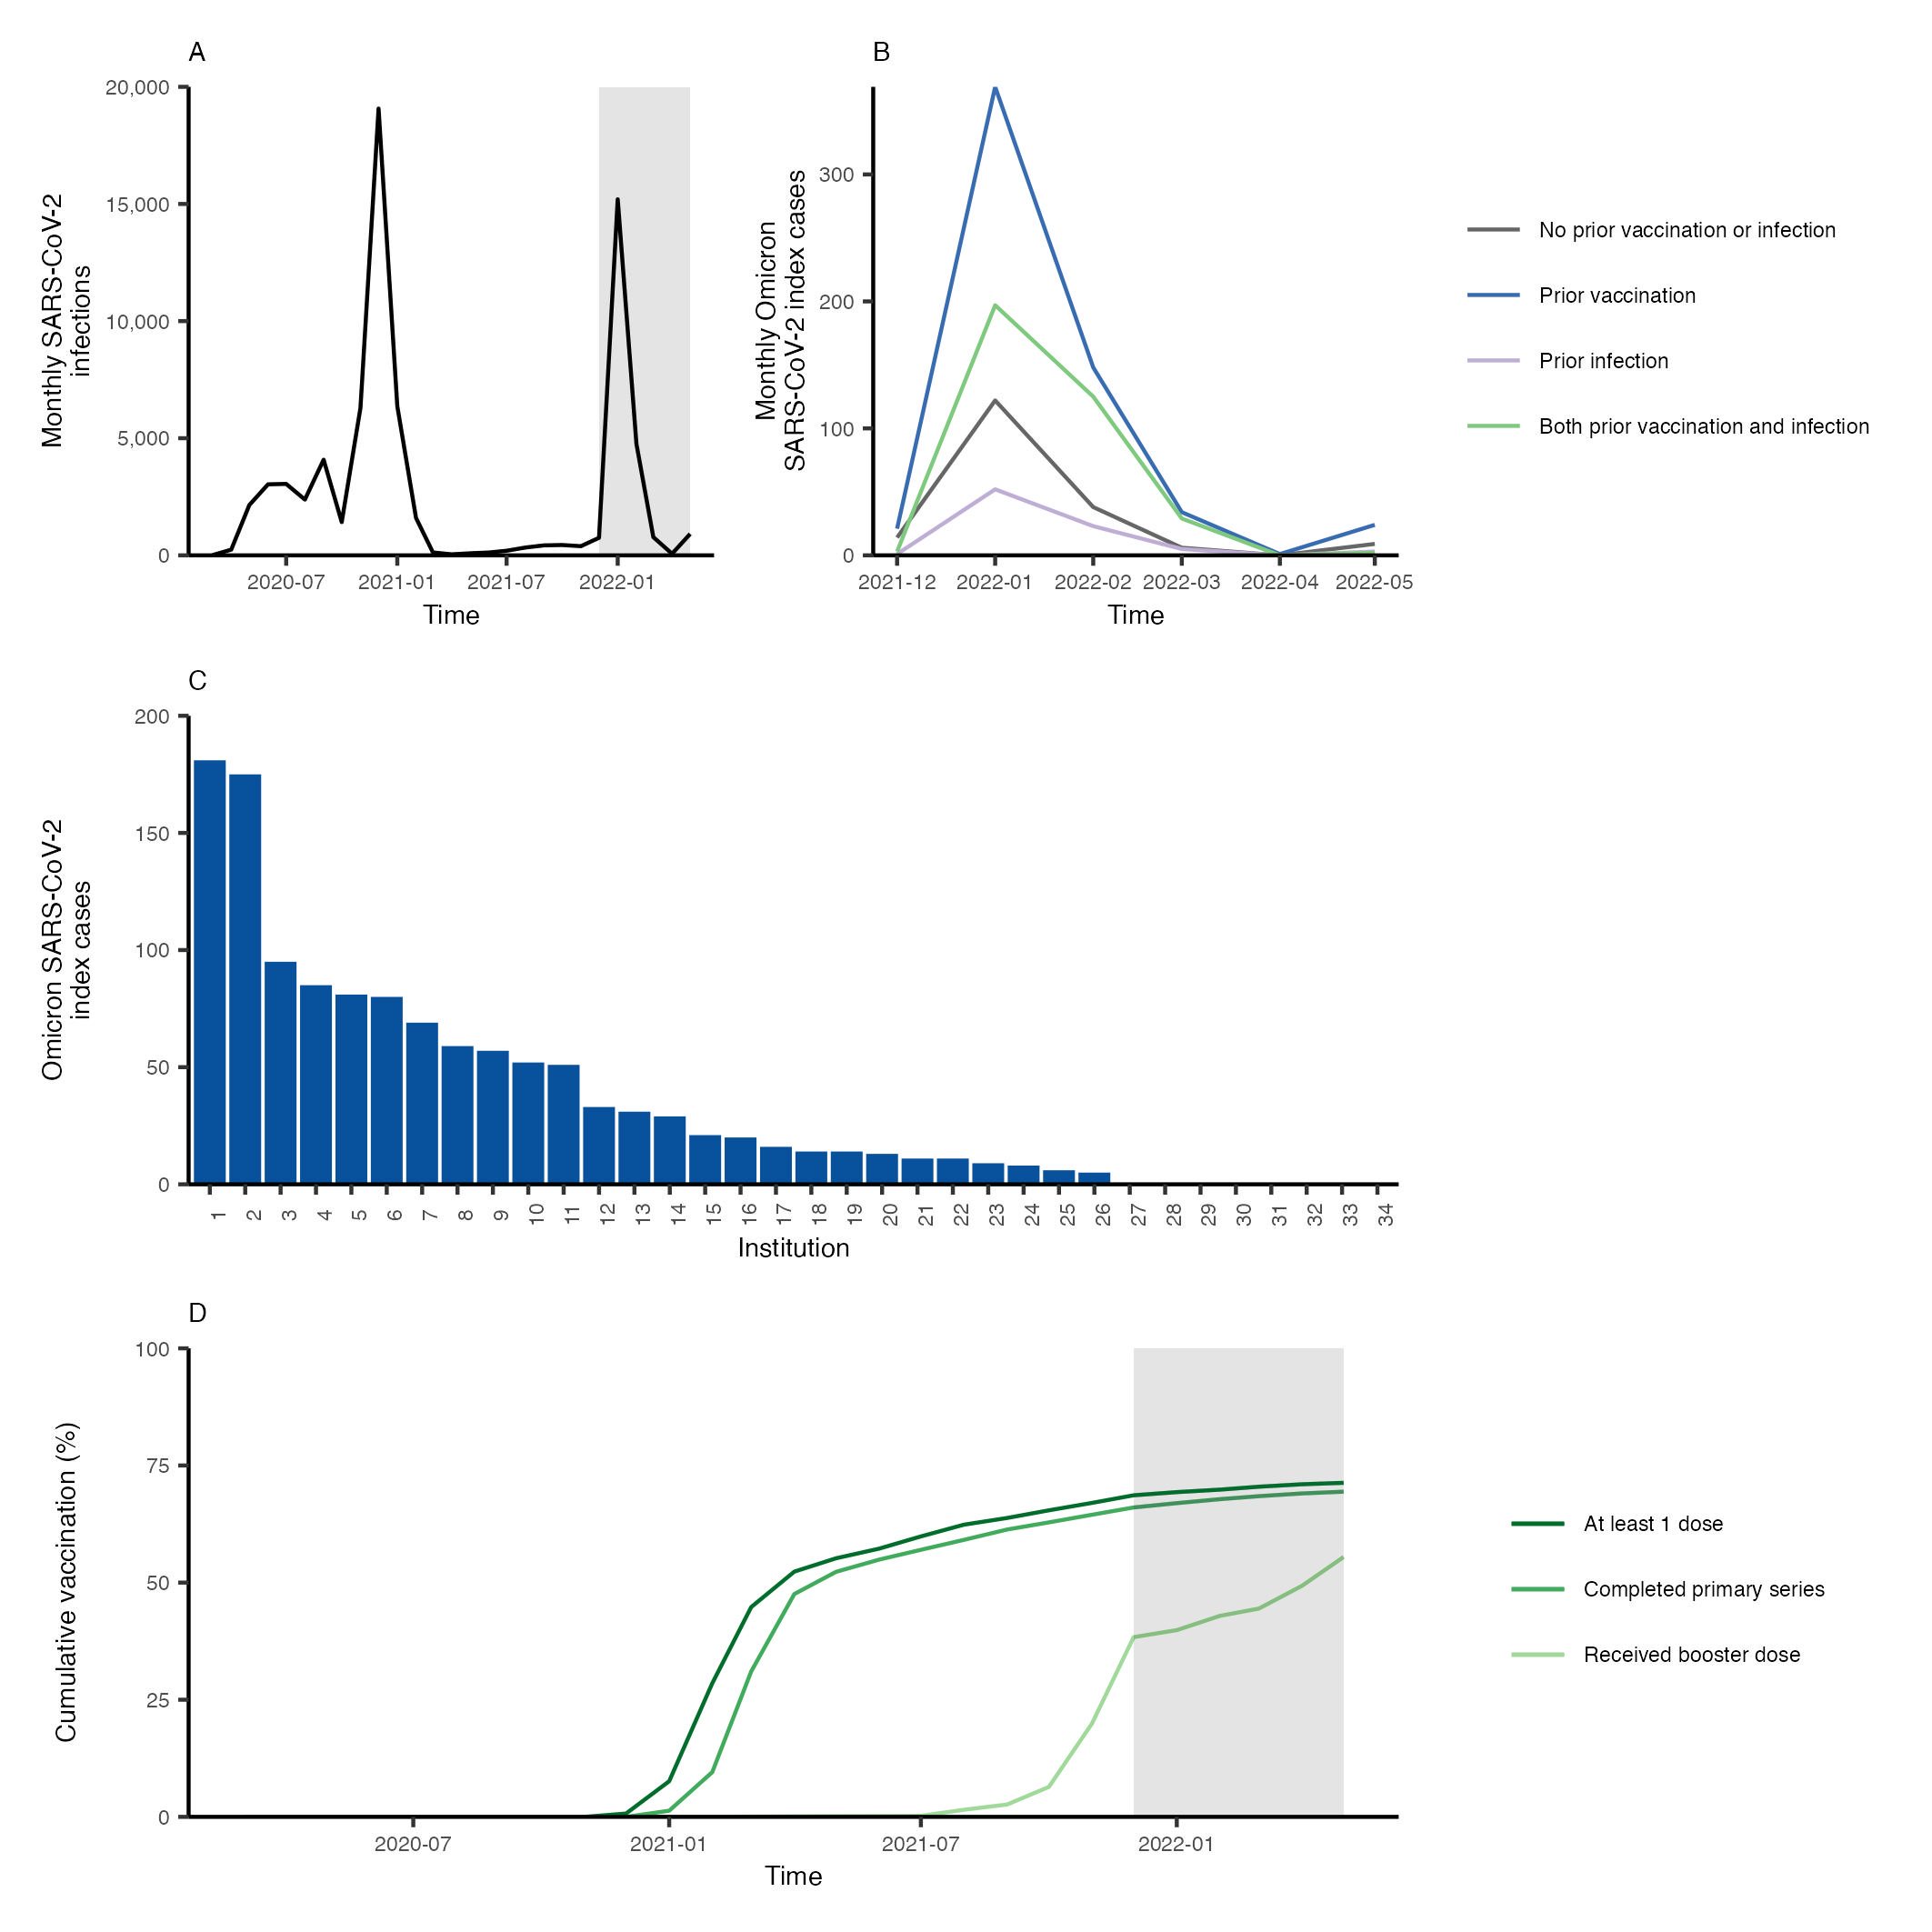 A
Monthly SARS-CoV-2
infections
20,000
15,000
10,000
5,000
0
2020-07 2021-01 2021-07 2022-01
Time
B
Monthly Omicron
SARS-CoV-2 index cases
300
200
100
0
2021-12 2022-01 2022-02 2022-03 2022-04 2022-05
Time
No prior vaccination or infection
Prior vaccination
Prior infection
Both prior vaccination and infection
C
Omicron SARS-CoV-2
index cases
200
150
100
50
0
1 2 3 4 5 6 7 8 9 10 11 12 13 14 15 16 17 18 19 20 21 22 23 24 25 26 27 28 29 30 31 32 33 34
Institution
D
Cumulative vaccination (%)
100
75
50
25
0
2020-07 2021-01 2021-07 2022-01
Time
At least 1 dose
Completed primary series
Received booster dose